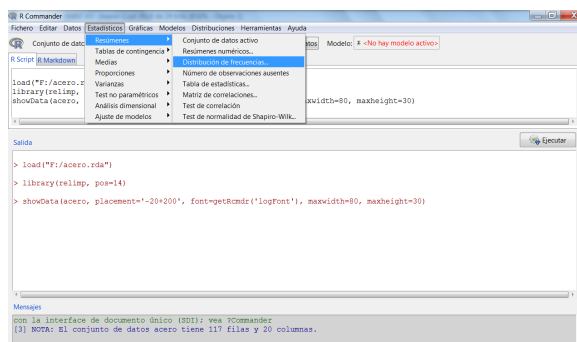 R Commander
Fichero Editar Datos Estadísticos Gráficas Modelos Distribuciones Herramientas Ayuda
Conjunto de datos
Modelo: Σ <No hay modelo activo>
R Script R Markdown
Resúmenes
Tablas de contingencia
Medias
Proporciones
Varianzas
Test no paramétricos
Análisis dimensional
Ajuste de modelos
Conjunto de datos activo
Resúmenes numéricos...
Distribución de frecuencias...
Número de observaciones ausentes
Tabla de estadísticas...
Matriz de correlaciones...
Test de correlación
Test de normalidad de Shapiro-Wilk...
load("F:/acero.r
library(relimp,
showData(acero, xwidth=80, maxheight=30)
Salida
Ejecutar
> load("F:/acero.rda")
> library(relimp, pos=14)
> showData(acero, placement='-20+200', font=getRcmdr('logFont'), maxwidth=80, maxheight=30)
Mensajes
con la interface de documento único (SDI); vea ?Commander
[3] NOTA: El conjunto de datos acero tiene 117 filas y 20 columnas.